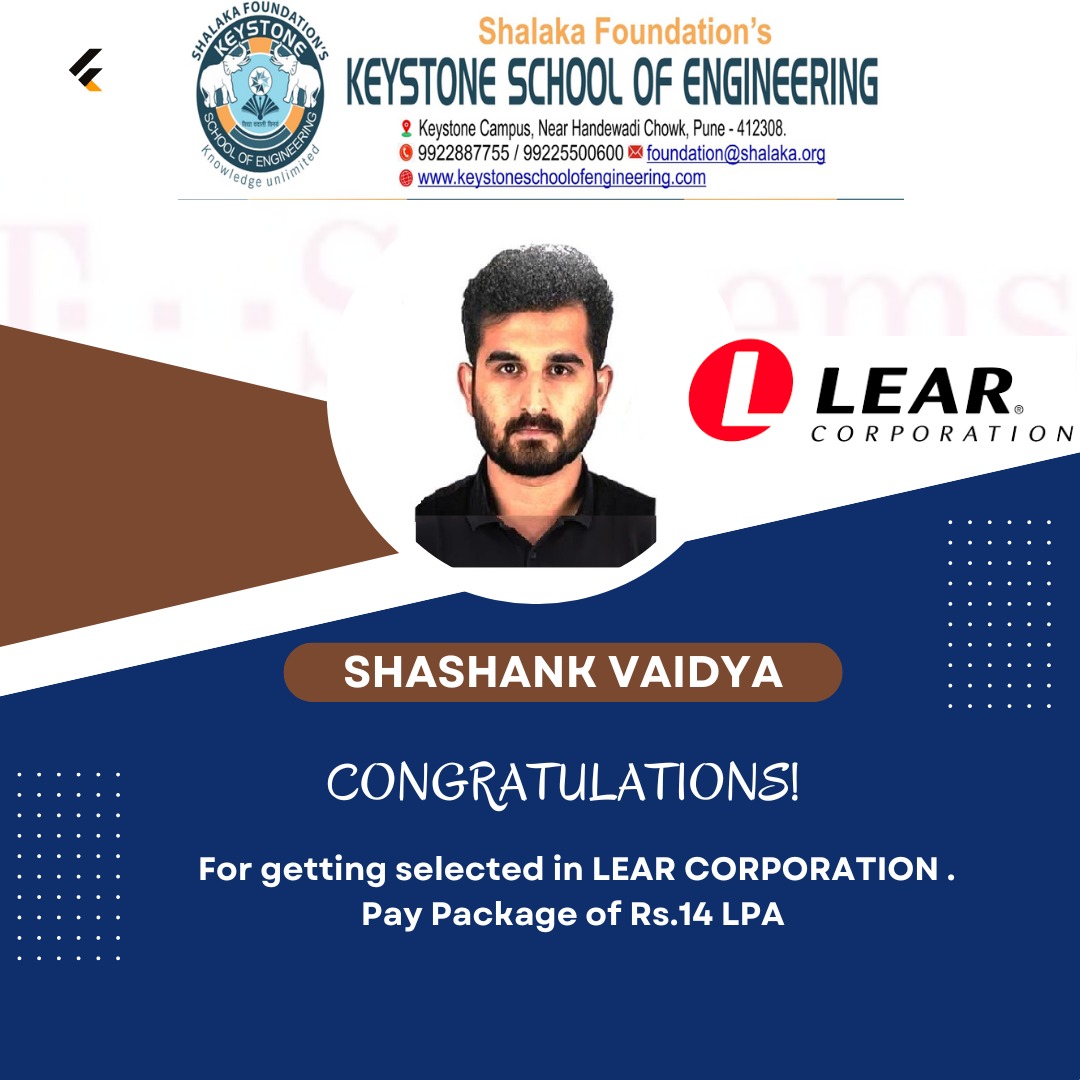 SHALAKA FOUNDATION'S
KEYSTONE
SCHOOL OF ENGINEERING
Knowledge unlimited
Shalaka Foundation's
KEYSTONE SCHOOL OF ENGINEERING
Keystone Campus, Near Handewadi Chowk, Pune - 412308.
9922887755 / 99225500600 foundation@shalaka.org
www.keystoneschoolofengineering.com
L LEAR®
CORPORATION
SHASHANK VAIDYA
CONGRATULATIONS!
For getting selected in LEAR CORPORATION .
Pay Package of Rs.14 LPA